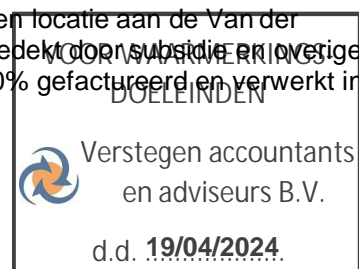 en locatie aan de Van der
edekt door subsidie en overige
0% gefactureerd en verwerkt in
VOOR WAARMERKINGS-
DOELEINDEN
Verstegen accountants
en adviseurs B.V.
d.d. 19/04/2024